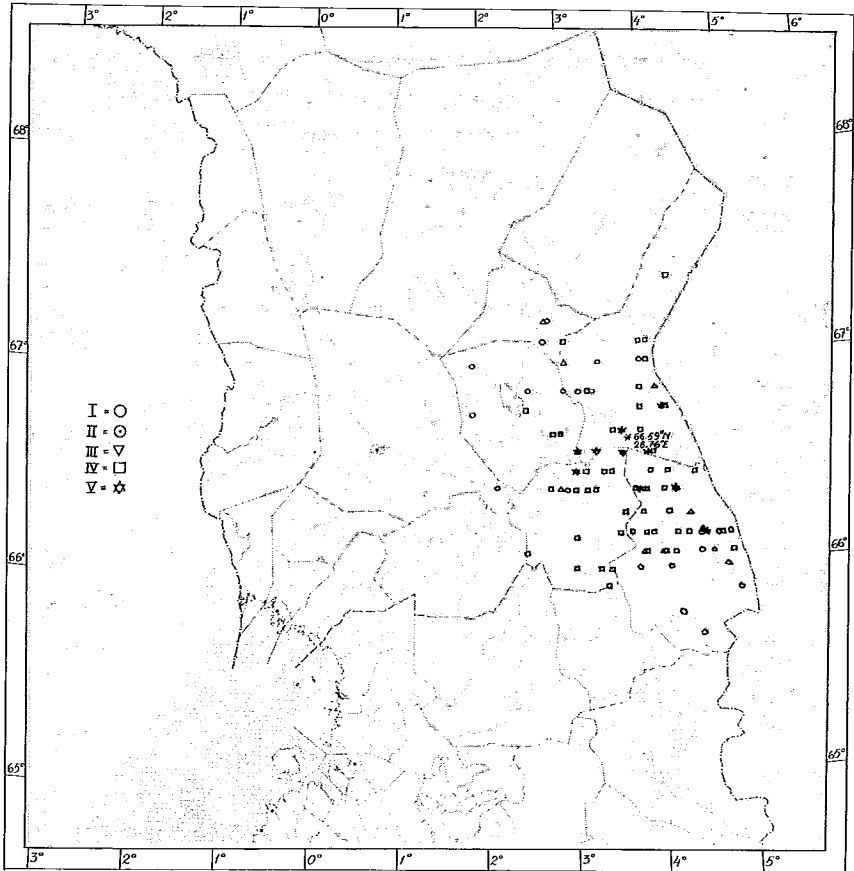 3° 2° 1° 0° 1° 2° 3° 4° 5° 6°
68° 68°
67° 67°
I = ○
II = ⊙
III = ▽
IV = □
V = ✡
66.59°N
28.76°E
66° 66°
65° 65°
3° 2° 1° 0° 1° 2° 3° 4° 5°